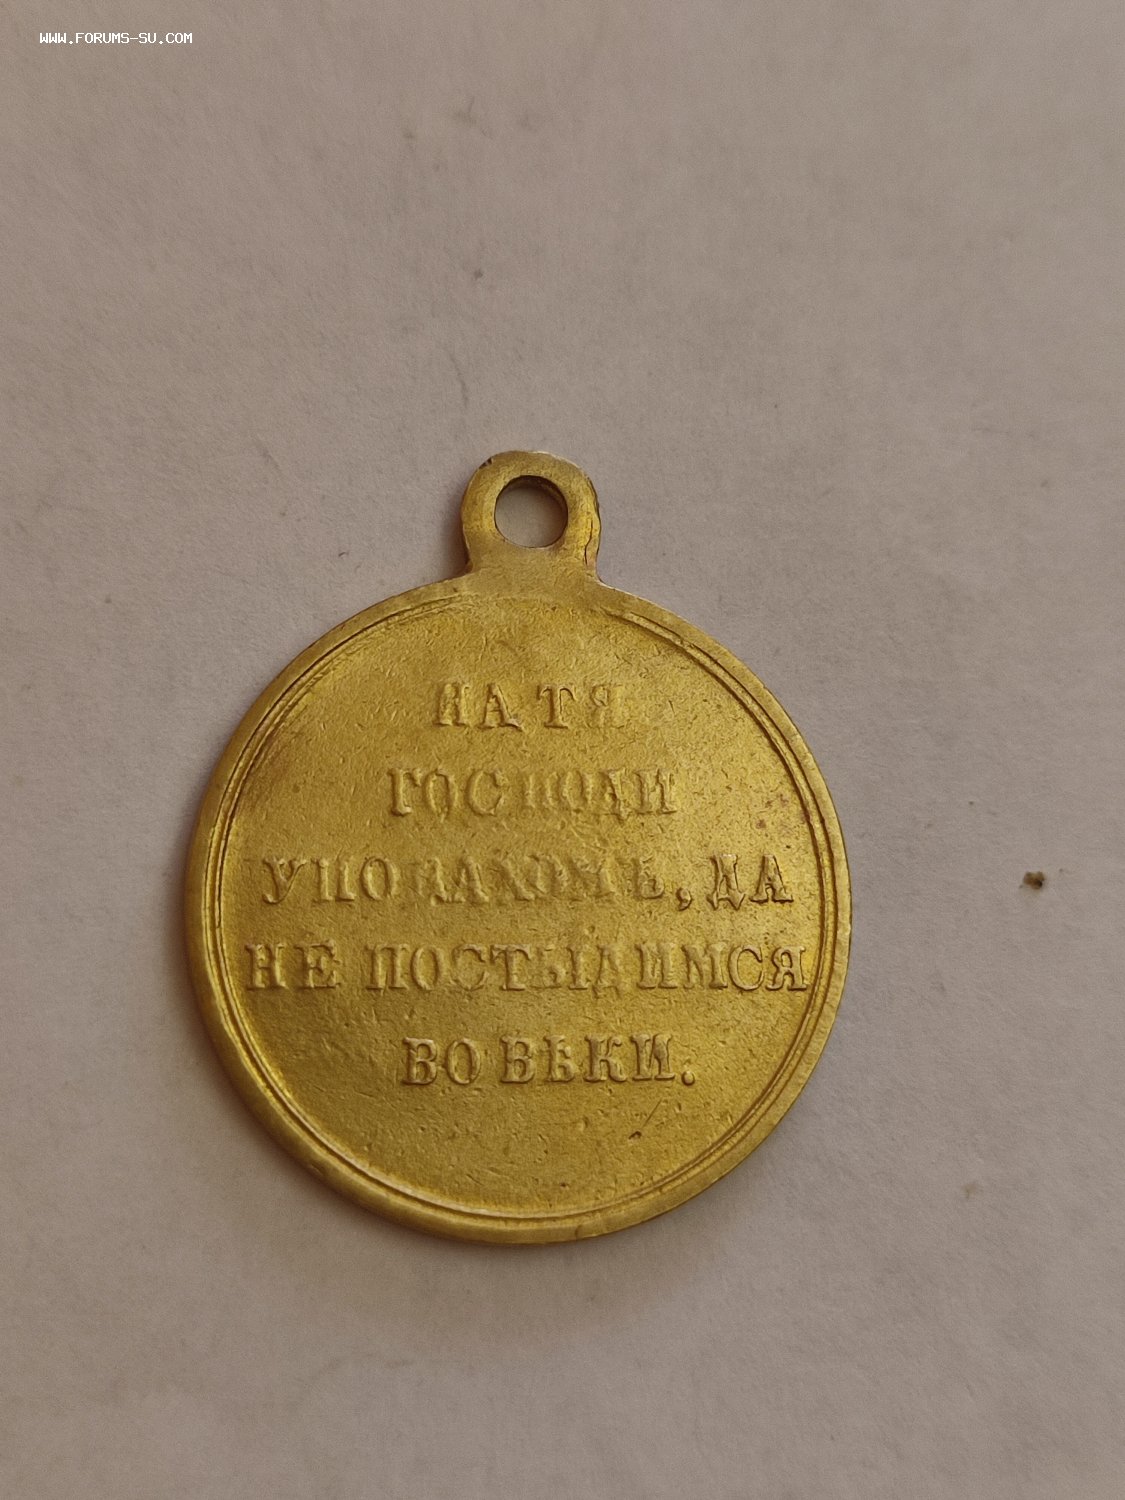 WWW.FORUMS-SU.COM
НА ТЯ
ГОСПОДИ
УПОВАХОМЪ, ДА
НЕ ПОСТЫДИМСЯ
ВО ВѢКИ.